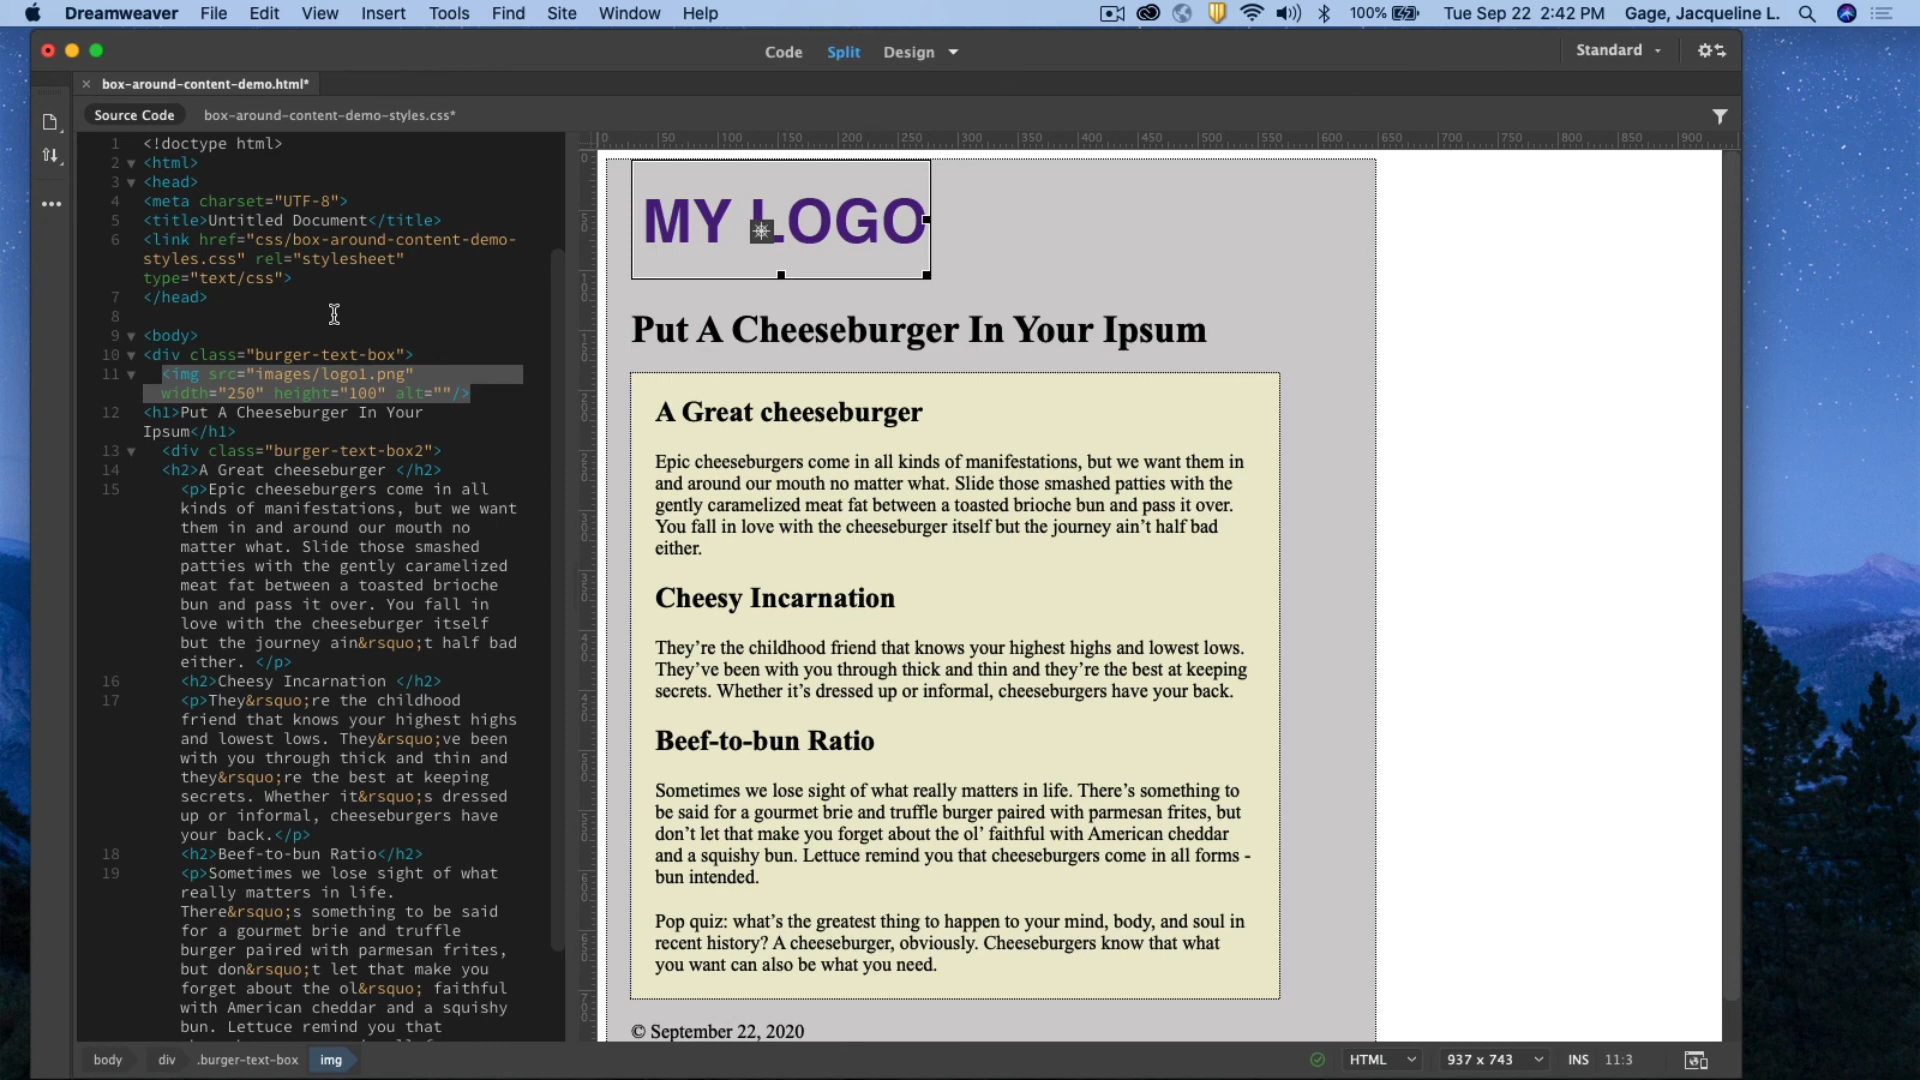 Dreamweaver File Edit View Insert Tools Find Site Window Help 100% Tue Sep 22 2:42 PM Gage, Jacqueline L.
Code Split Design Standard
× box-around-content-demo.html*
Source Code box-around-content-demo-styles.css*
1 <!doctype html>
2 <html>
3 <head>
4 <meta charset="UTF-8">
5 <title>Untitled Document</title>
6 <link href="css/box-around-content-demo-
styles.css" rel="stylesheet"
type="text/css">
7 </head>
8
9 <body>
10 <div class="burger-text-box">
11 <img src="images/logo1.png"
width="250" height="100" alt=""/>
12 <h1>Put A Cheeseburger In Your
Ipsum</h1>
13 <div class="burger-text-box2">
14 <h2>A Great cheeseburger </h2>
15 <p>Epic cheeseburgers come in all
kinds of manifestations, but we want
them in and around our mouth no
matter what. Slide those smashed
patties with the gently caramelized
meat fat between a toasted brioche
bun and pass it over. You fall in
love with the cheeseburger itself
but the journey ain&rsquo;t half bad
either. </p>
16 <h2>Cheesy Incarnation </h2>
17 <p>They&rsquo;re the childhood
friend that knows your highest highs
and lowest lows. They&rsquo;ve been
with you through thick and thin and
they&rsquo;re the best at keeping
secrets. Whether it&rsquo;s dressed
up or informal, cheeseburgers have
your back.</p>
18 <h2>Beef-to-bun Ratio</h2>
19 <p>Sometimes we lose sight of what
really matters in life.
There&rsquo;s something to be said
for a gourmet brie and truffle
burger paired with parmesan frites,
but don&rsquo;t let that make you
forget about the ol&rsquo; faithful
with American cheddar and a squishy
bun. Lettuce remind you that
0 50 100 150 200 250 300 350 400 450 500 550 600 650 700 750 800 850 900
MY LOGO
Put A Cheeseburger In Your Ipsum
A Great cheeseburger
Epic cheeseburgers come in all kinds of manifestations, but we want them in
and around our mouth no matter what. Slide those smashed patties with the
gently caramelized meat fat between a toasted brioche bun and pass it over.
You fall in love with the cheeseburger itself but the journey ain’t half bad
either.
Cheesy Incarnation
They’re the childhood friend that knows your highest highs and lowest lows.
They’ve been with you through thick and thin and they’re the best at keeping
secrets. Whether it’s dressed up or informal, cheeseburgers have your back.
Beef-to-bun Ratio
Sometimes we lose sight of what really matters in life. There’s something to
be said for a gourmet brie and truffle burger paired with parmesan frites, but
don’t let that make you forget about the ol’ faithful with American cheddar
and a squishy bun. Lettuce remind you that cheeseburgers come in all forms -
bun intended.
Pop quiz: what’s the greatest thing to happen to your mind, body, and soul in
recent history? A cheeseburger, obviously. Cheeseburgers know that what
you want can also be what you need.
© September 22, 2020
body div .burger-text-box img HTML 937 x 743 INS 11:3